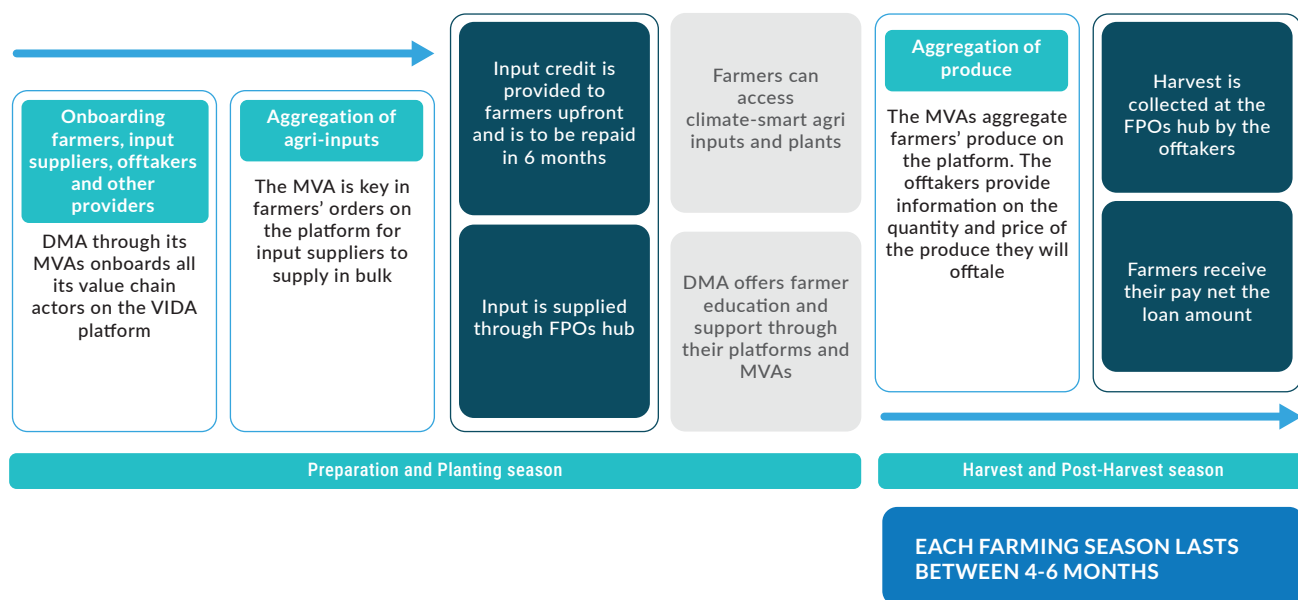 Onboarding
farmers, input
suppliers, offtakers
and other
providers
DMA through its
MVAs onboards all
its value chain
actors on the VIDA
platform
Aggregation of
agri-inputs
The MVA is key in
farmers' orders on
the platform for
input suppliers to
supply in bulk
Input credit is
provided to
farmers upfront
and is to be repaid
in 6 months
Input is supplied
through FPOs hub
Farmers can
access
climate-smart agri
inputs and plants
DMA offers farmer
education and
support through
their platforms and
MVAs
Aggregation of
produce
The MVAs aggregate
farmers' produce on
the platform. The
offtakers provide
information on the
quantity and price of
the produce they will
offtale
Harvest is
collected at the
FPOs hub by the
offtakers
Farmers receive
their pay net the
loan amount
Preparation and Planting season
Harvest and Post-Harvest season
EACH FARMING SEASON LASTS
BETWEEN 4-6 MONTHS